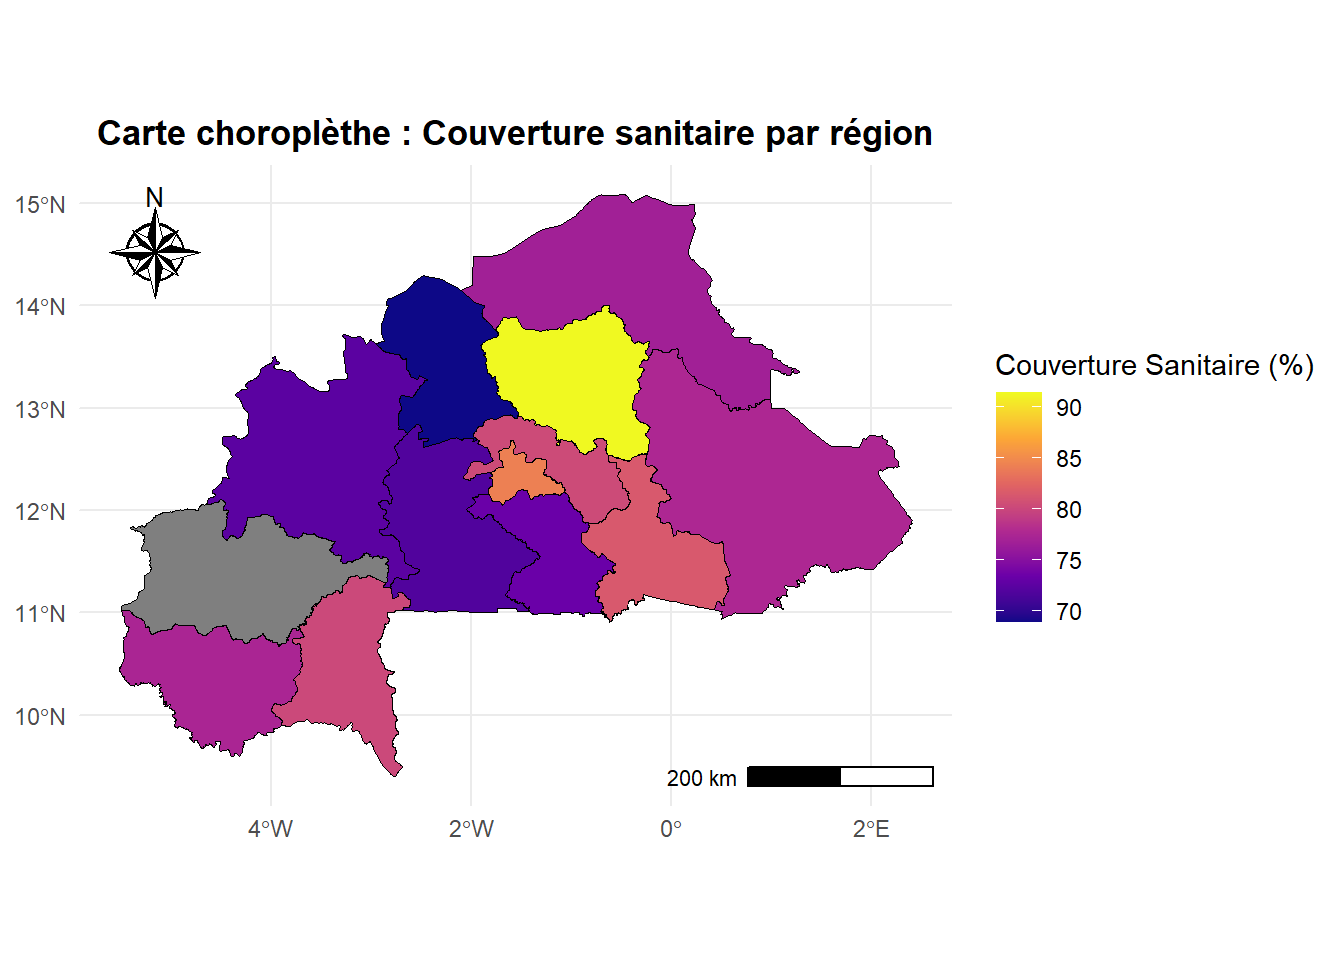 Carte choroplèthe : Couverture sanitaire par région
N
15°N
14°N
13°N
12°N
11°N
10°N
4°W
2°W
0°
2°E
200 km
Couverture Sanitaire (%)
90
85
80
75
70